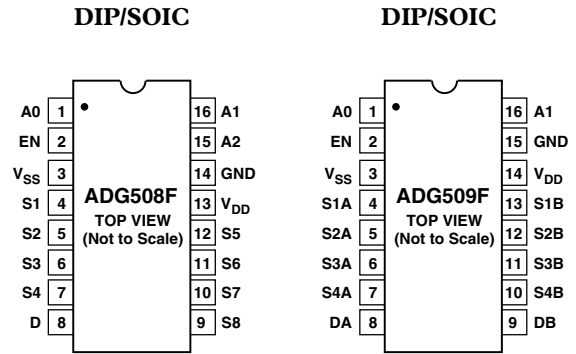 DIP/SOIC DIP/SOIC
A0 1 16 A1 A0 1 16 A1
EN 2 15 A2 EN 2 15 GND
VSS 3 14 GND VSS 3 14 VDD
S1 4 ADG508F 13 VDD S1A 4 ADG509F 13 S1B
TOP VIEW TOP VIEW
S2 5 (Not to Scale) 12 S5 S2A 5 (Not to Scale) 12 S2B
S3 6 11 S6 S3A 6 11 S3B
S4 7 10 S7 S4A 7 10 S4B
D 8 9 S8 DA 8 9 DB